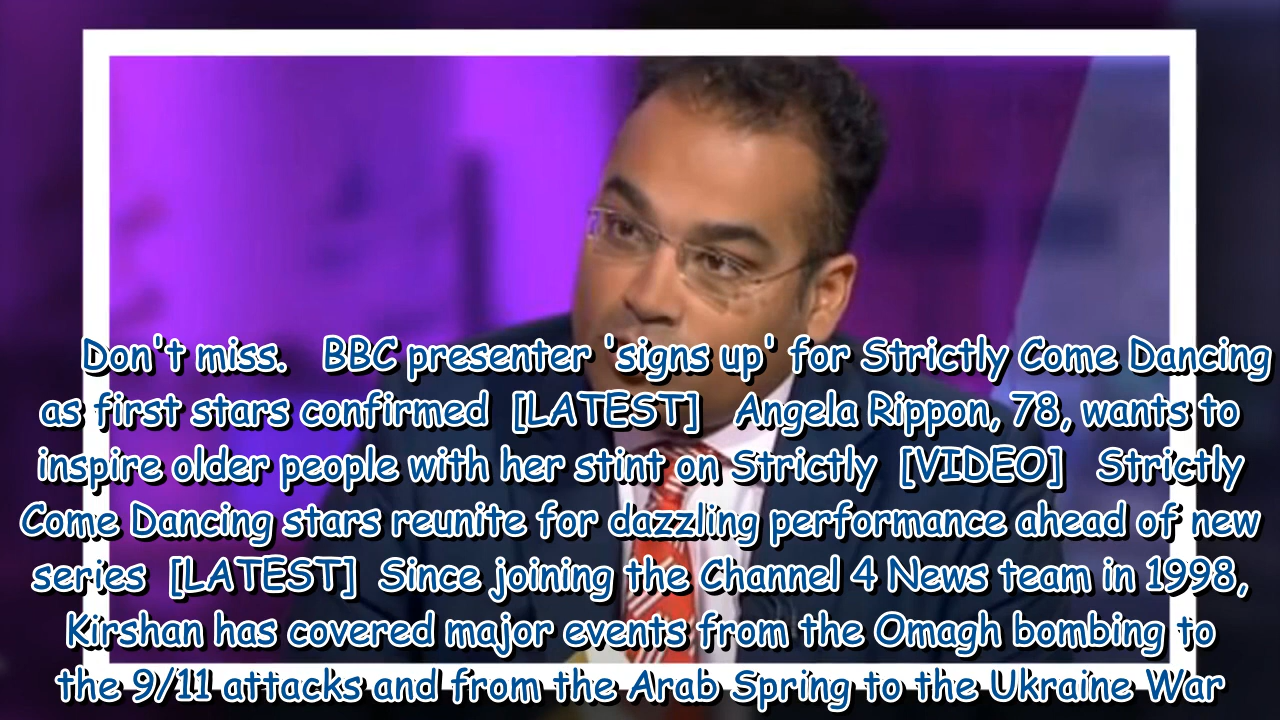 Don't miss. BBC presenter 'signs up' for Strictly Come Dancing
as first stars confirmed [LATEST] Angela Rippon, 78, wants to
inspire older people with her stint on Strictly [VIDEO] Strictly
Come Dancing stars reunite for dazzling performance ahead of new
series [LATEST] Since joining the Channel 4 News team in 1998,
Kirshan has covered major events from the Omagh bombing to
the 9/11 attacks and from the Arab Spring to the Ukraine War